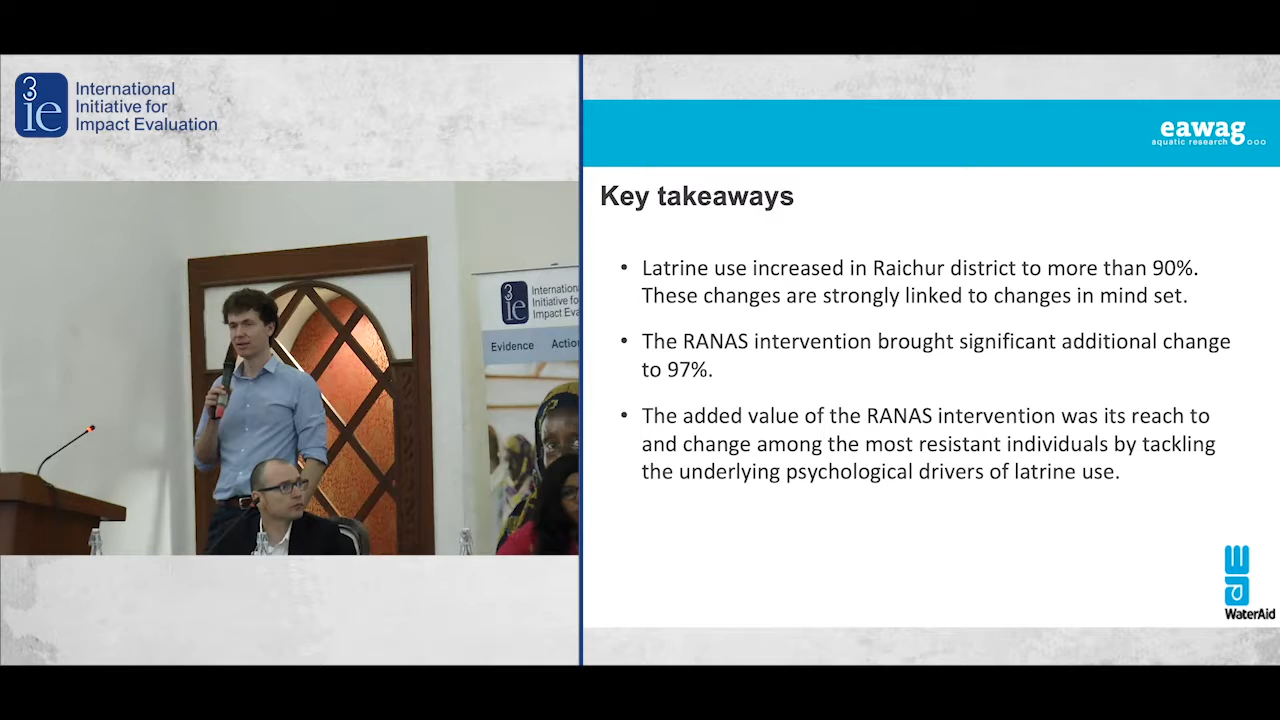 3ie
International
Initiative for
Impact Evaluation
3ie
International
Initiative fo
Impact Eva
Evidence Actio
eawag
aquatic research
Key takeaways
• Latrine use increased in Raichur district to more than 90%.
These changes are strongly linked to changes in mind set.
• The RANAS intervention brought significant additional change
to 97%.
• The added value of the RANAS intervention was its reach to
and change among the most resistant individuals by tackling
the underlying psychological drivers of latrine use.
WaterAid